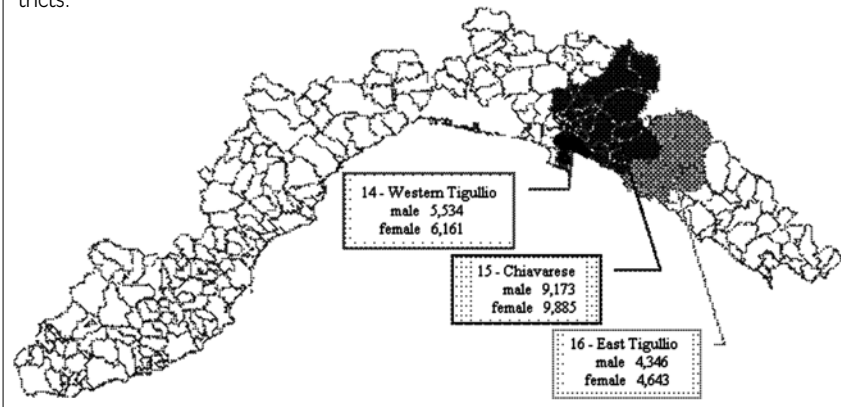 tricts.
14 - Western Tigullio
male 5,534
female 6,161
15 - Chiavarese
male 9,173
female 9,885
16 - East Tigullio
male 4,346
female 4,643